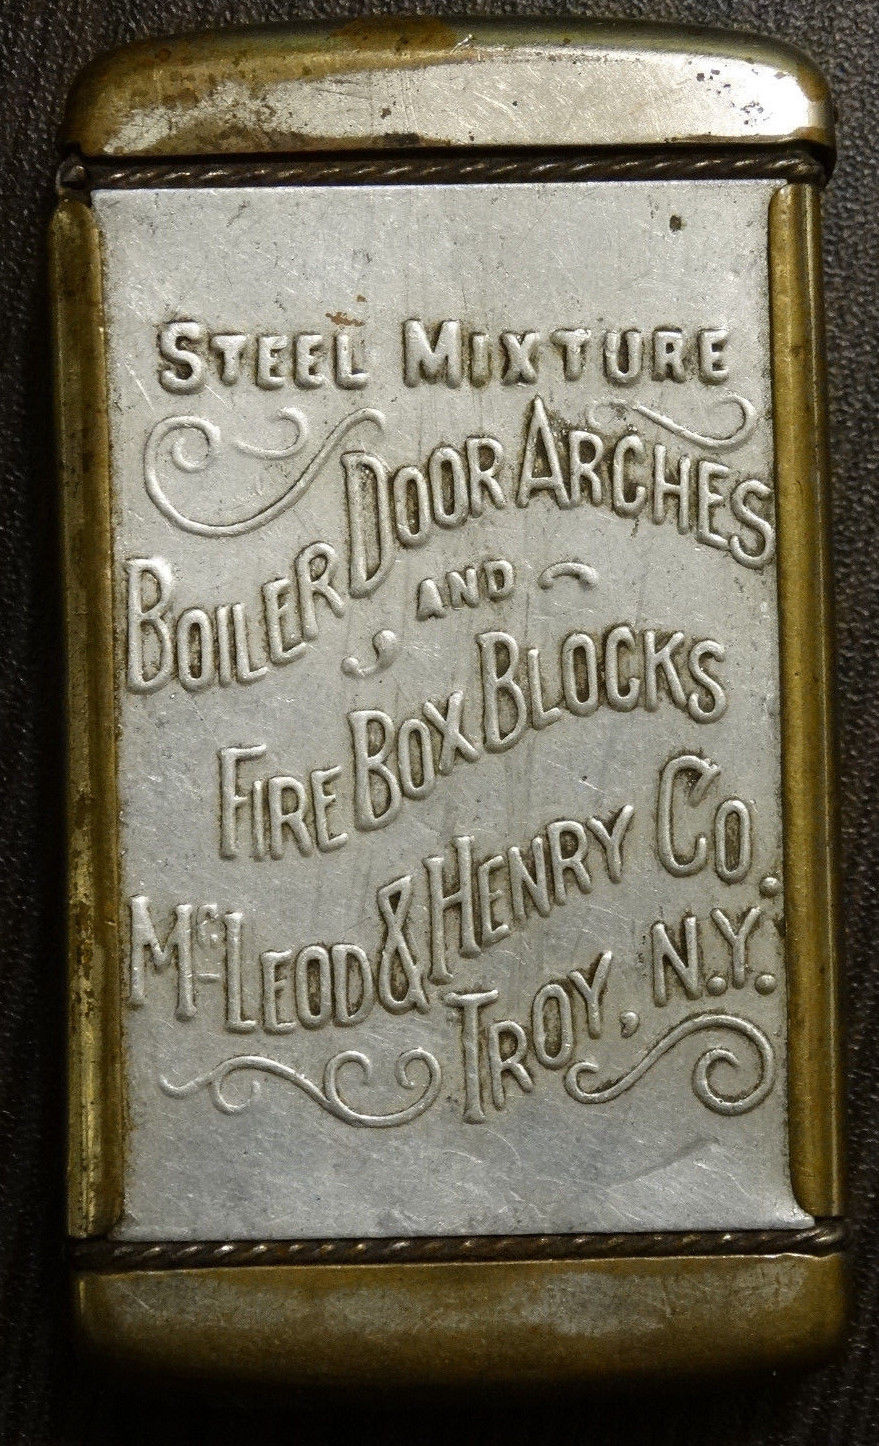 STEEL MIXTURE
BOILER DOOR ARCHES
AND
FIRE BOX BLOCKS
McLEOD & HENRY CO.
TROY, N.Y.